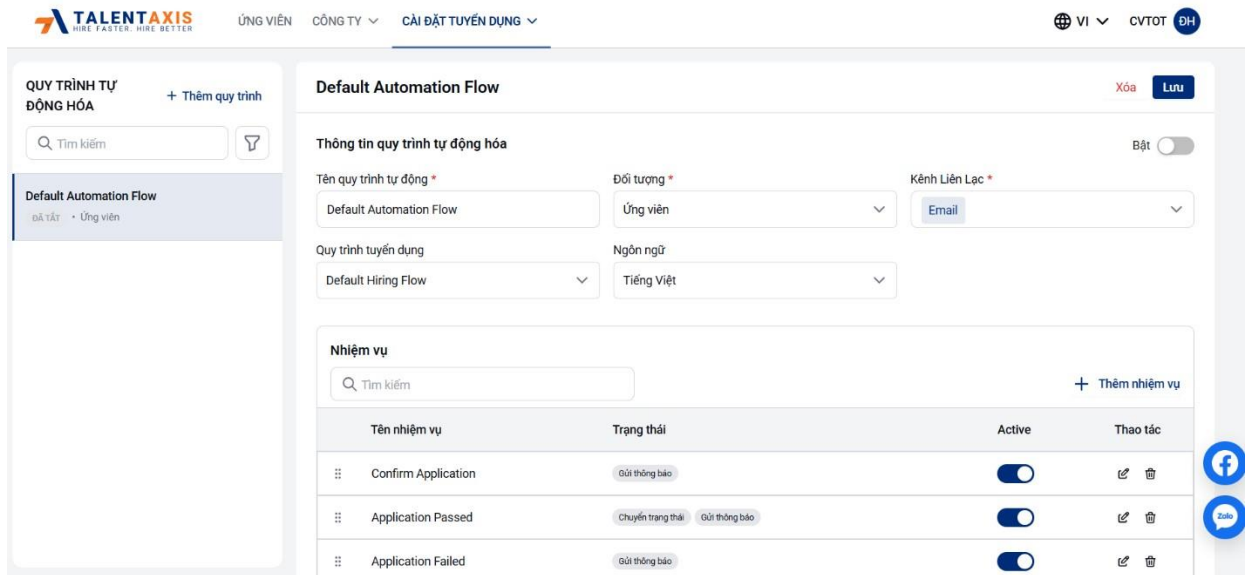 TALENTAXIS
HIRE FASTER. HIRE BETTER
ỨNG VIÊN
CÔNG TY
CÀI ĐẶT TUYỂN DỤNG
VI
CVTOT
ĐH
QUY TRÌNH TỰ
ĐỘNG HÓA
+ Thêm quy trình
Tìm kiếm
Default Automation Flow
ĐÃ TẮT • Ứng viên
Default Automation Flow
Xóa
Lưu
Thông tin quy trình tự động hóa
Bật
Tên quy trình tự động *
Đối tượng *
Kênh Liên Lạc *
Default Automation Flow
Ứng viên
Email
Quy trình tuyển dụng
Ngôn ngữ
Default Hiring Flow
Tiếng Việt
Nhiệm vụ
Tìm kiếm
+ Thêm nhiệm vụ
Tên nhiệm vụ
Trạng thái
Active
Thao tác
Confirm Application
Gửi thông báo
Application Passed
Chuyển trạng thái
Gửi thông báo
Application Failed
Gửi thông báo
Zalo